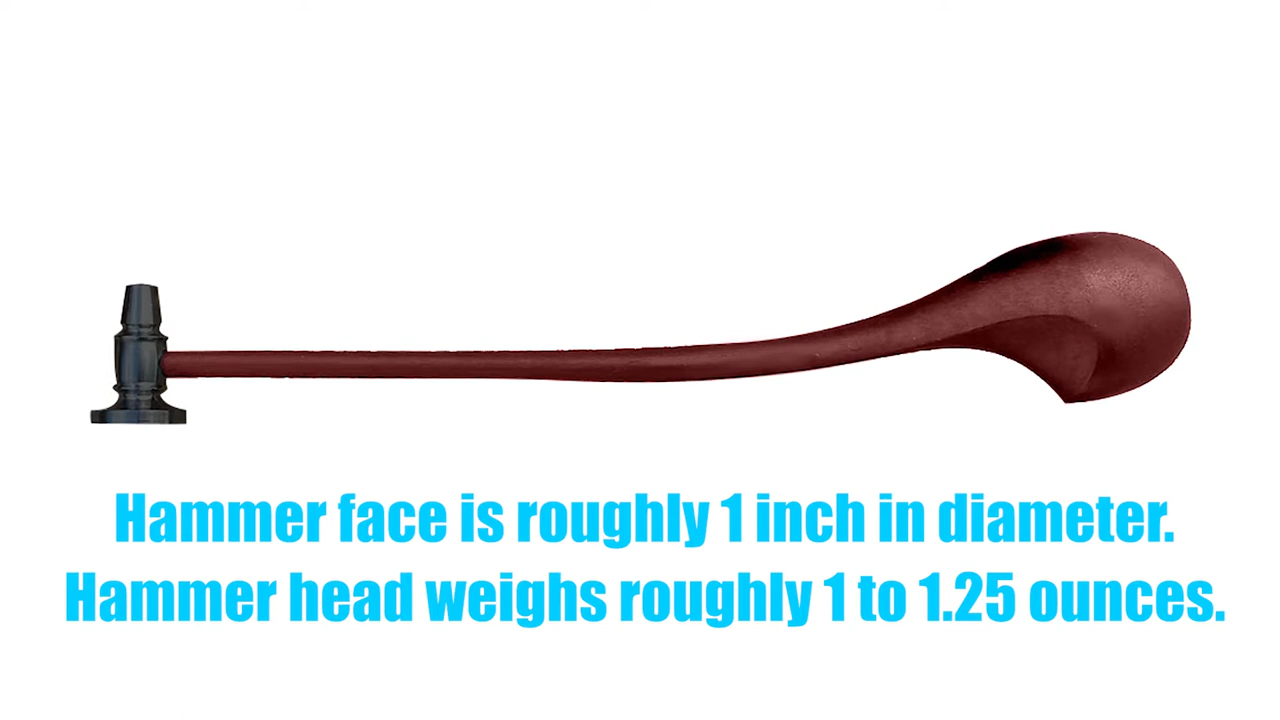 Hammer face is roughly 1 inch in diameter.
Hammer head weighs roughly 1 to 1.25 ounces.